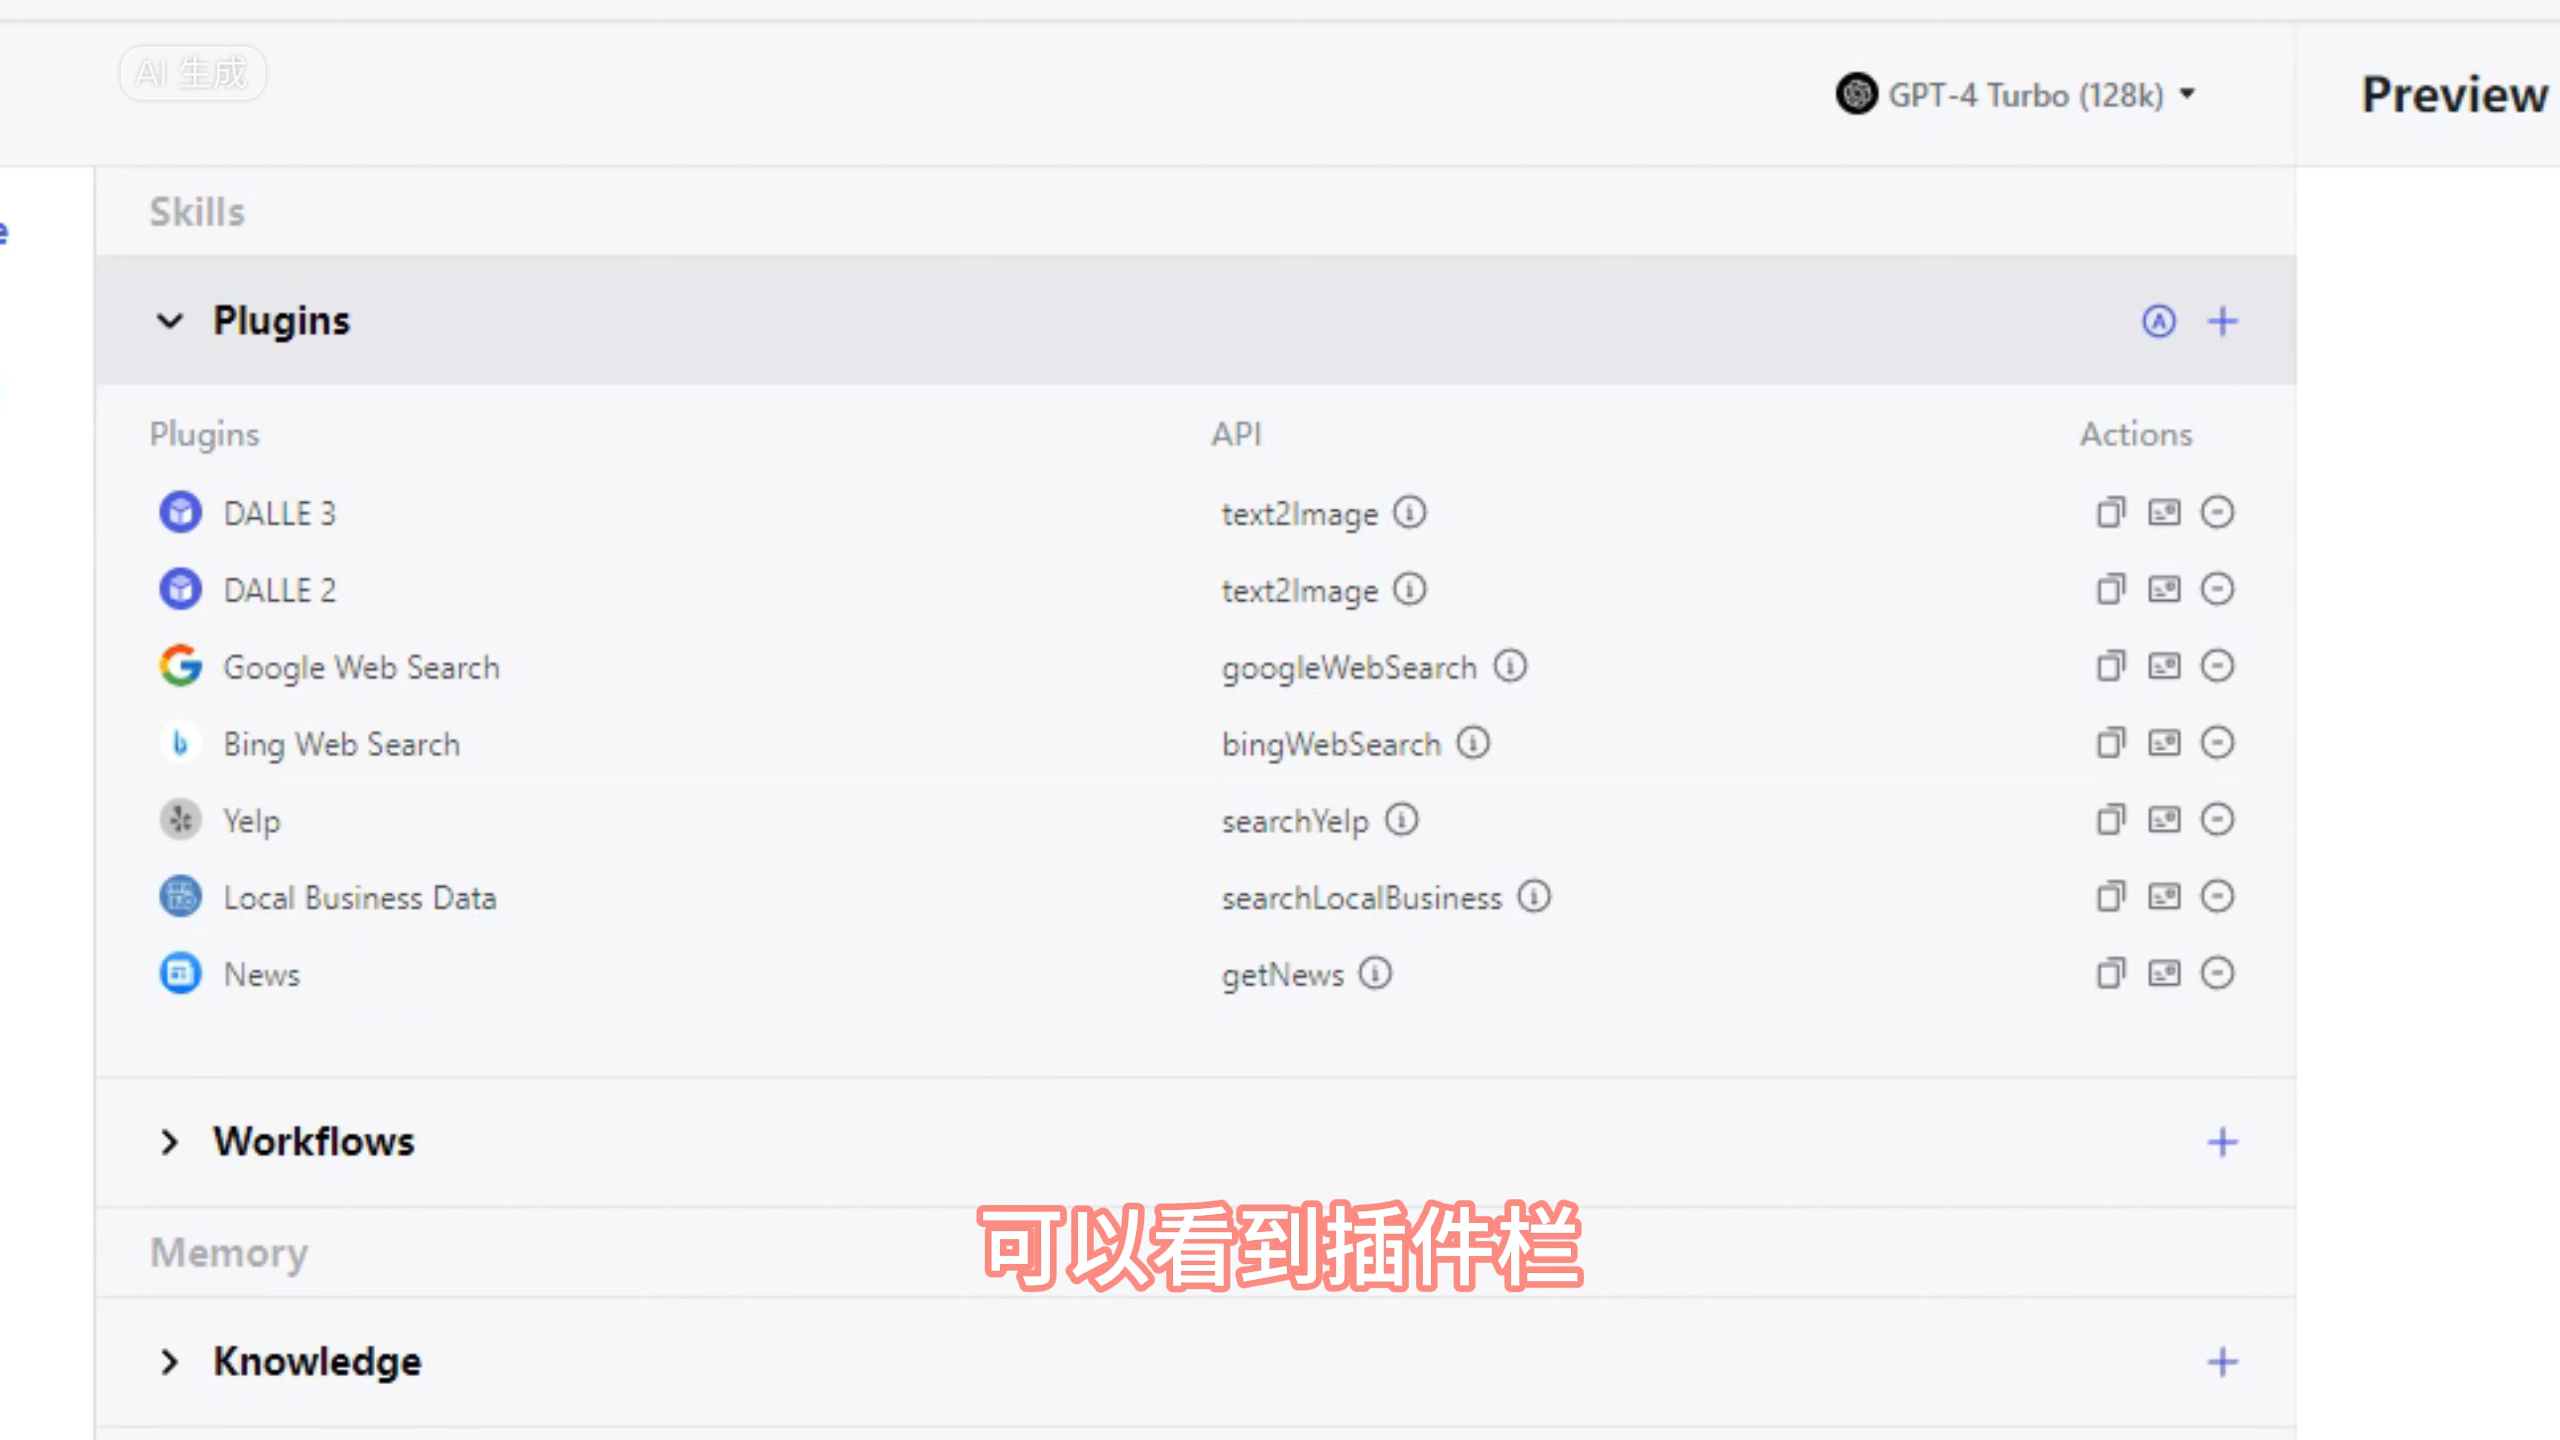 AI 生成
GPT-4 Turbo (128k)
Preview
Skills
e
Plugins
Plugins API Actions
DALLE 3 text2Image
DALLE 2 text2Image
Google Web Search googleWebSearch
Bing Web Search bingWebSearch
Yelp searchYelp
Local Business Data searchLocalBusiness
News getNews
Workflows
可以看到插件栏
Memory
Knowledge